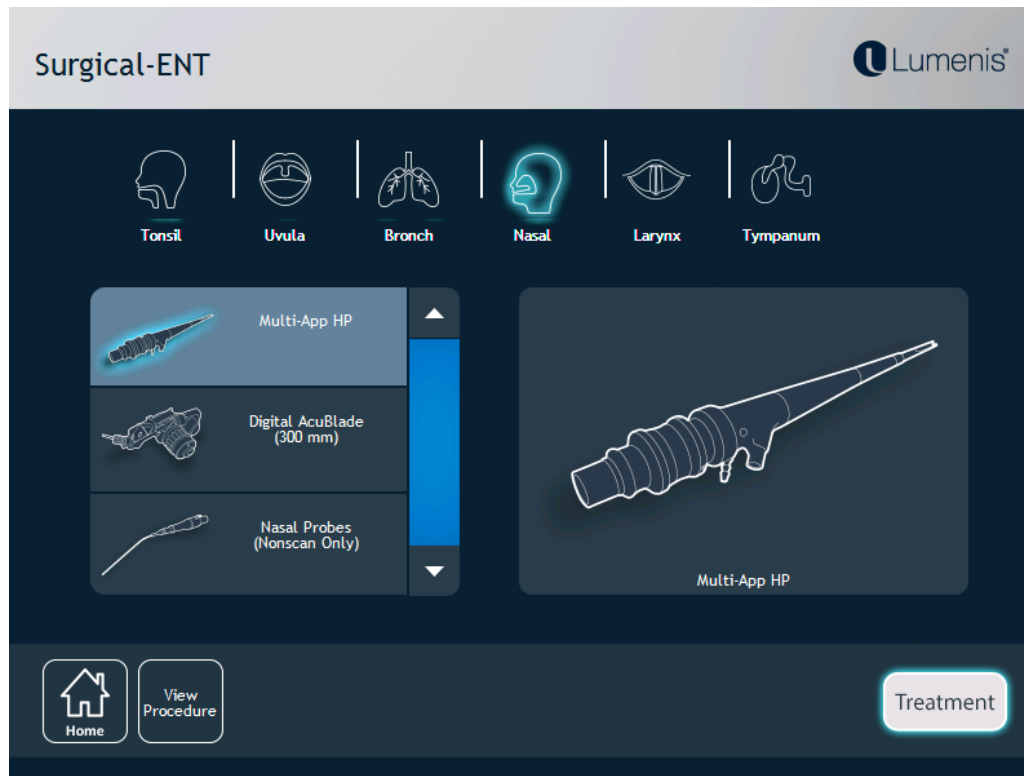 Surgical-ENT
Lumenis®
Tonsil
Uvula
Bronch
Nasal
Larynx
Tympanum
Multi-App HP
Digital AcuBlade
(300 mm)
Nasal Probes
(Nonscan Only)
Multi-App HP
Home
View
Procedure
Treatment